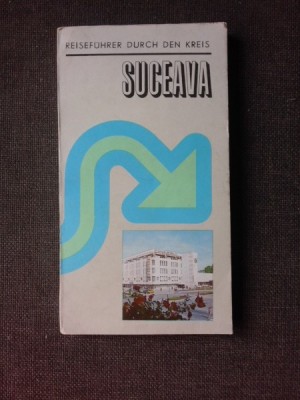 REISEFÜHRER DURCH DEN KREIS
SUCEAVA